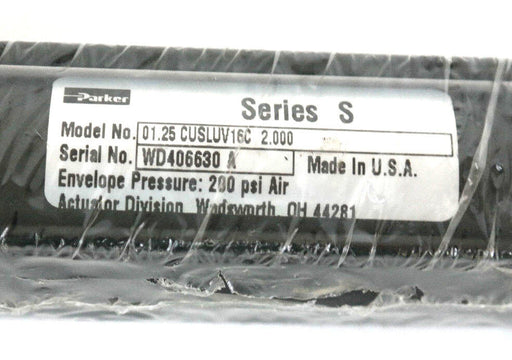 Parker
Series S
Model No. 01.25 CUSLUV16C 2.000
Serial No. WD406630 A
Made In U.S.A.
Envelope Pressure: 200 psi Air
Actuator Division, Wadsworth, OH 44281